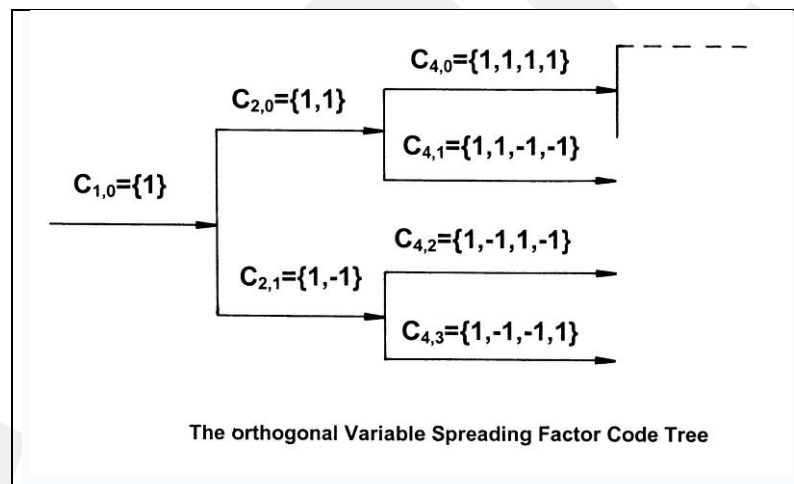 C4,0={1,1,1,1}
C2,0={1,1}
C4,1={1,1,-1,-1}
C1,0={1}
C4,2={1,-1,1,-1}
C2,1={1,-1}
C4,3={1,-1,-1,1}
The orthogonal Variable Spreading Factor Code Tree